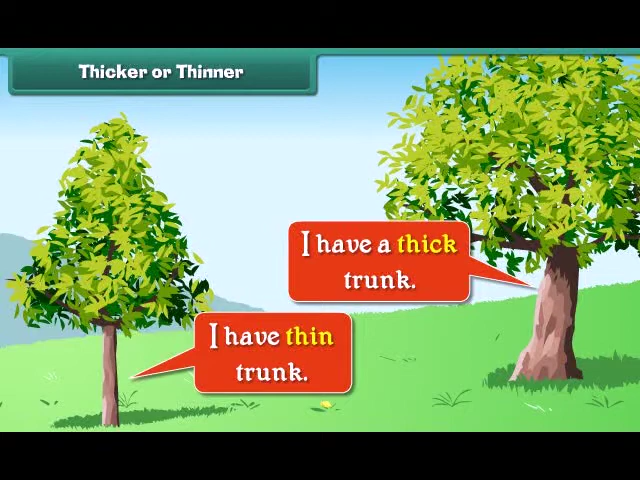 Thicker or Thinner
I have a thick
trunk.
I have thin
trunk.